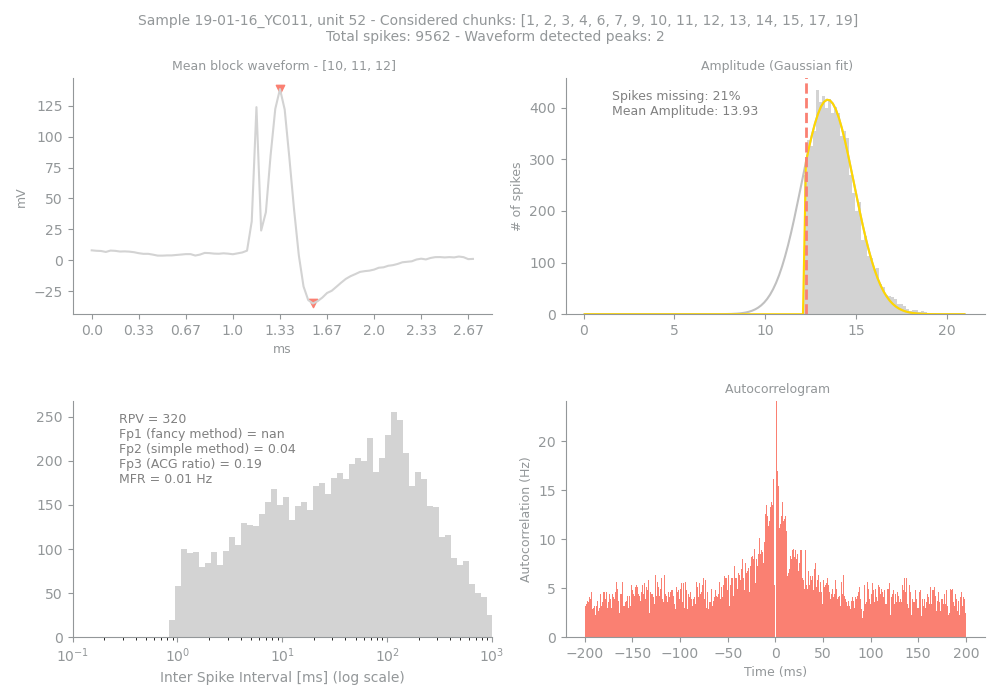 Sample 19-01-16_YC011, unit 52 - Considered chunks: [1, 2, 3, 4, 6, 7, 9, 10, 11, 12, 13, 14, 15, 17, 19]
Total spikes: 9562 - Waveform detected peaks: 2
Mean block waveform - [10, 11, 12]
mV
125
100
75
50
25
0
−25
0.0 0.33 0.67 1.0 1.33 1.67 2.0 2.33 2.67
ms
Amplitude (Gaussian fit)
Spikes missing: 21%
Mean Amplitude: 13.93
# of spikes
400
300
200
100
0
0 5 10 15 20
RPV = 320
Fp1 (fancy method) = nan
Fp2 (simple method) = 0.04
Fp3 (ACG ratio) = 0.19
MFR = 0.01 Hz
250
200
150
100
50
0
10⁻¹ 10⁰ 10¹ 10² 10³
Inter Spike Interval [ms] (log scale)
Autocorrelogram
Autocorrelation (Hz)
20
15
10
5
0
−200 −150 −100 −50 0 50 100 150 200
Time (ms)